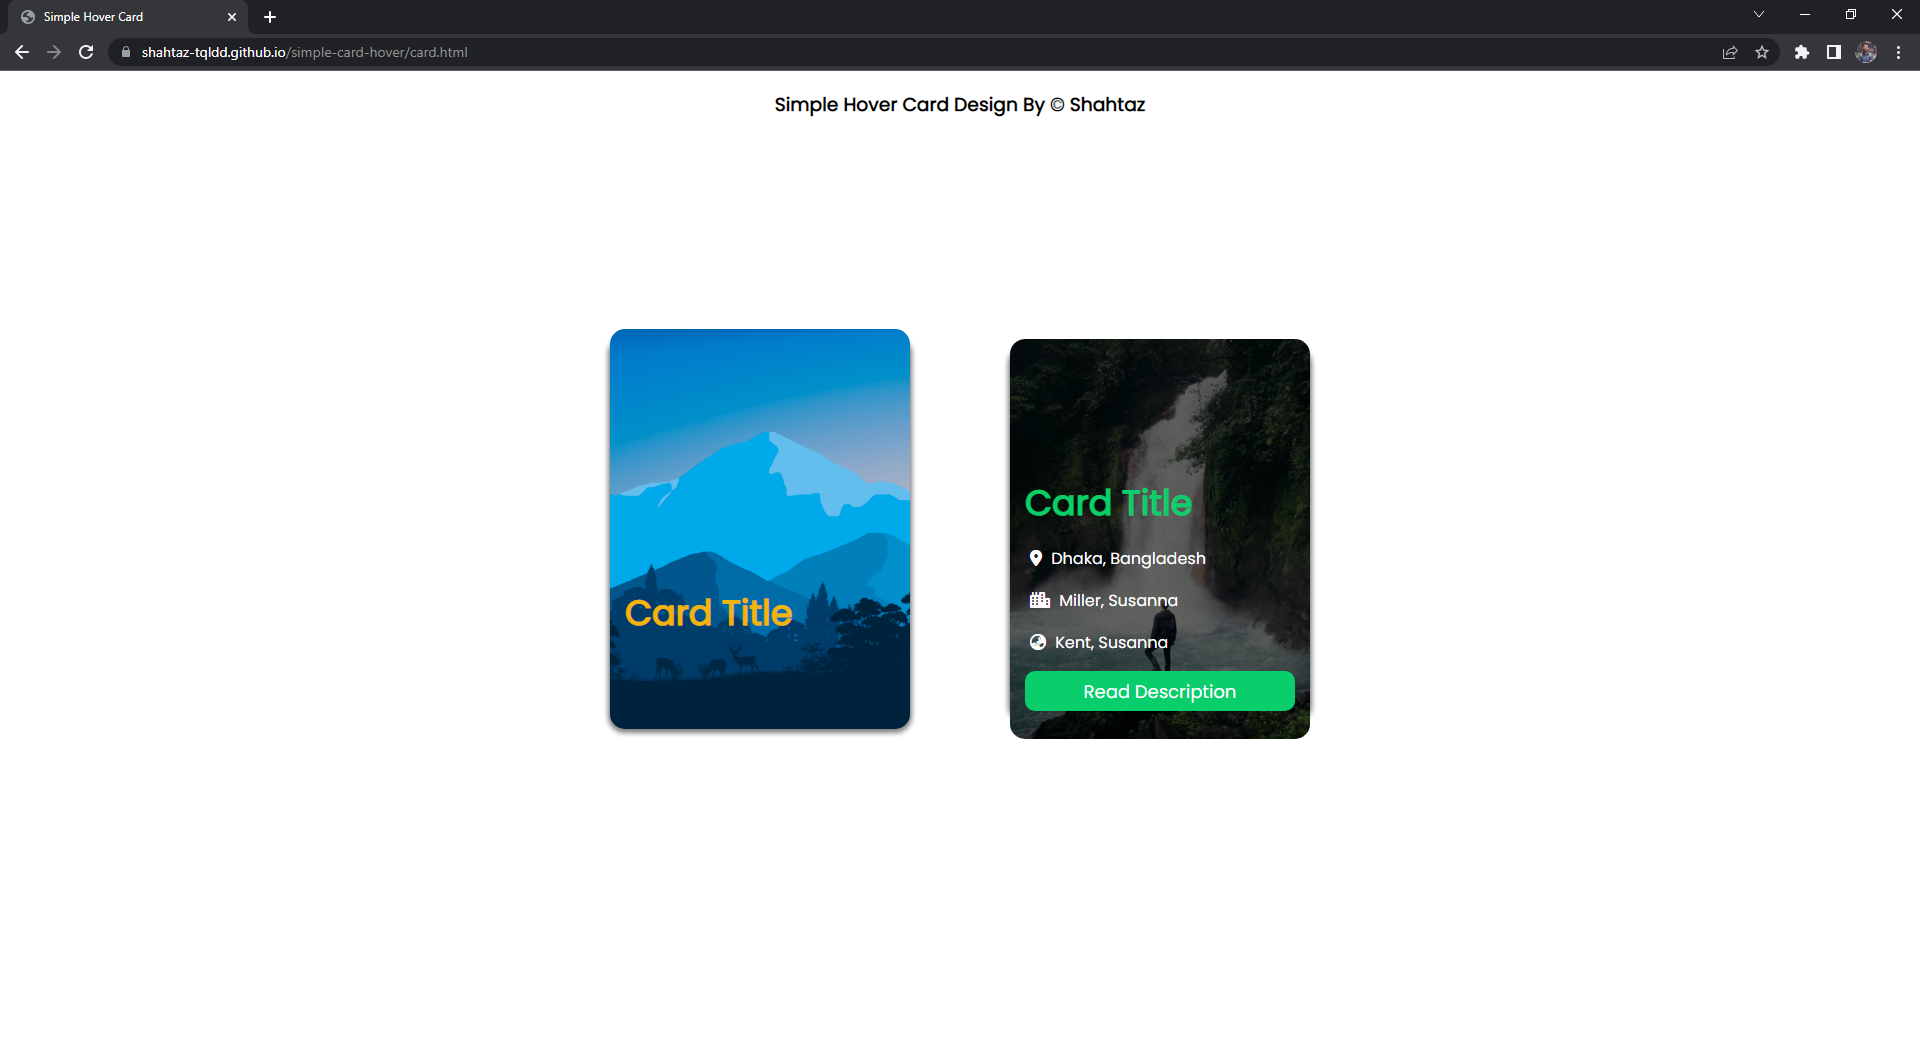 Simple Hover Card
shahtaz-tqldd.github.io/simple-card-hover/card.html
Simple Hover Card Design By © Shahtaz
Card Title
Card Title
Dhaka, Bangladesh
Miller, Susanna
Kent, Susanna
Read Description